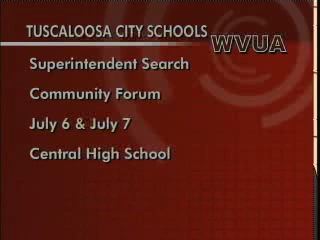 TUSCALOOSA CITY SCHOOLS
WVUA
Superintendent Search
Community Forum
July 6 & July 7
Central High School